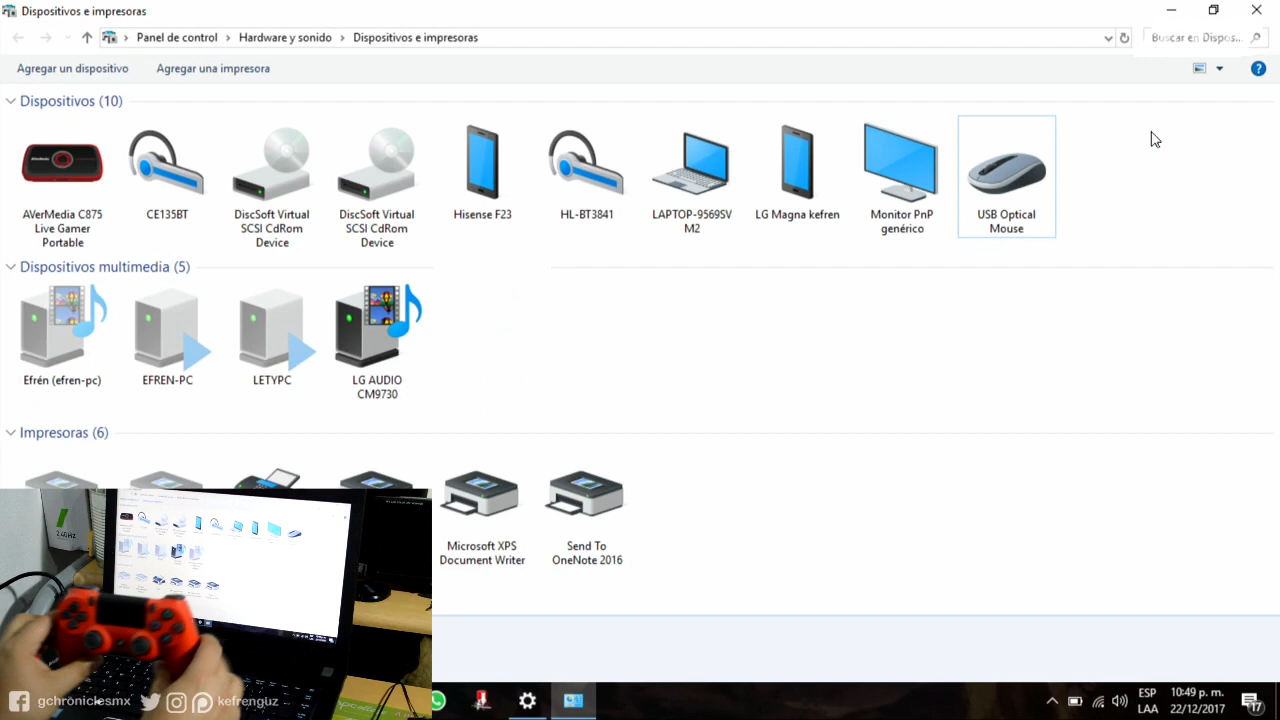 Dispositivos e impresoras
Panel de control > Hardware y sonido > Dispositivos e impresoras
Buscar en Dispos...
Agregar un dispositivo
Agregar una impresora
Dispositivos (10)
AVerMedia C875 Live Gamer Portable
CE135BT
DiscSoft Virtual SCSI CdRom Device
DiscSoft Virtual SCSI CdRom Device
Hisense F23
HL-BT3841
LAPTOP-9569SVM2
LG Magna kefren
Monitor PnP genérico
USB Optical Mouse
Dispositivos multimedia (5)
Efrén (efren-pc)
EFREN-PC
LETYPC
LG AUDIO CM9730
Impresoras (6)
Microsoft XPS Document Writer
Send To OneNote 2016
2.4GHZ
gchroniclesmx
kefrenguz
ESP
LAA
10:49 p. m.
22/12/2017
17